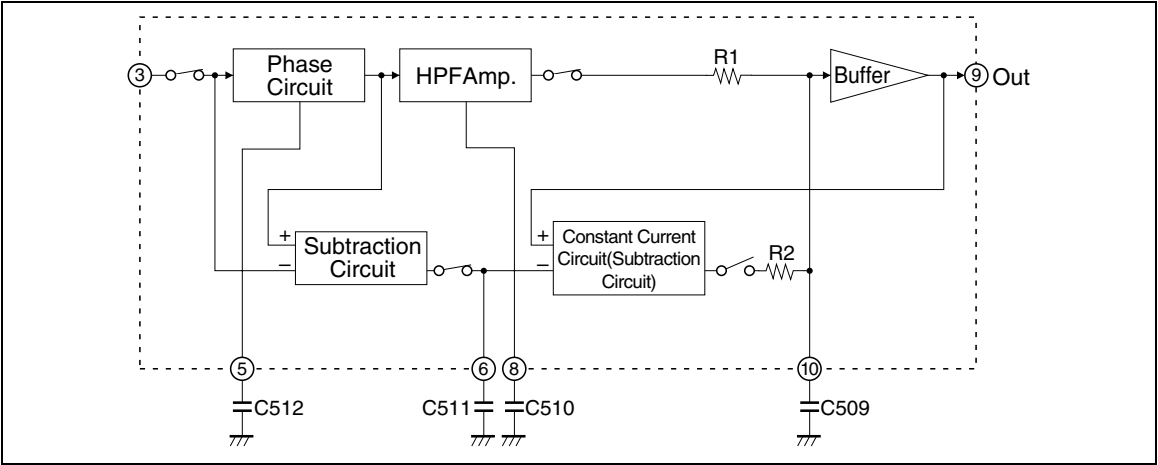 R1
3
Phase
Circuit
HPFAmp.
Buffer
9 Out
+
–
Subtraction
Circuit
+
–
Constant Current
Circuit(Subtraction
Circuit)
R2
5
6
8
10
C512
C511
C510
C509